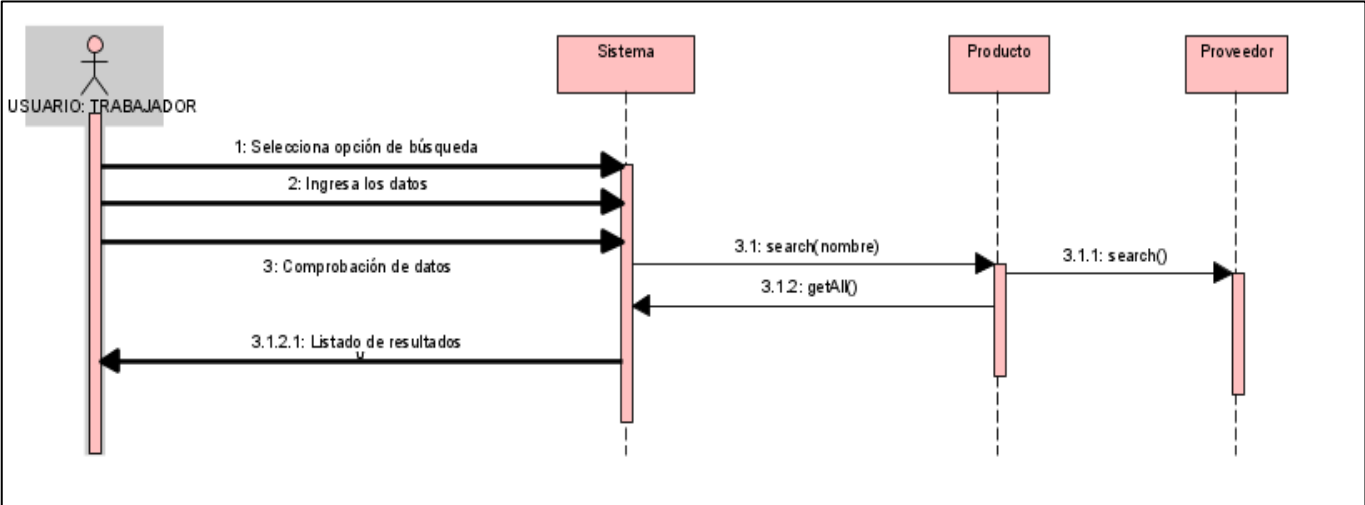 Sistema
Producto
Proveedor
USUARIO: TRABAJADOR
1: Selecciona opción de búsqueda
2: Ingresa los datos
3: Comprobación de datos
3.1: search(nombre)
3.1.1: search()
3.1.2: getAll()
3.1.2.1: Listado de resultados